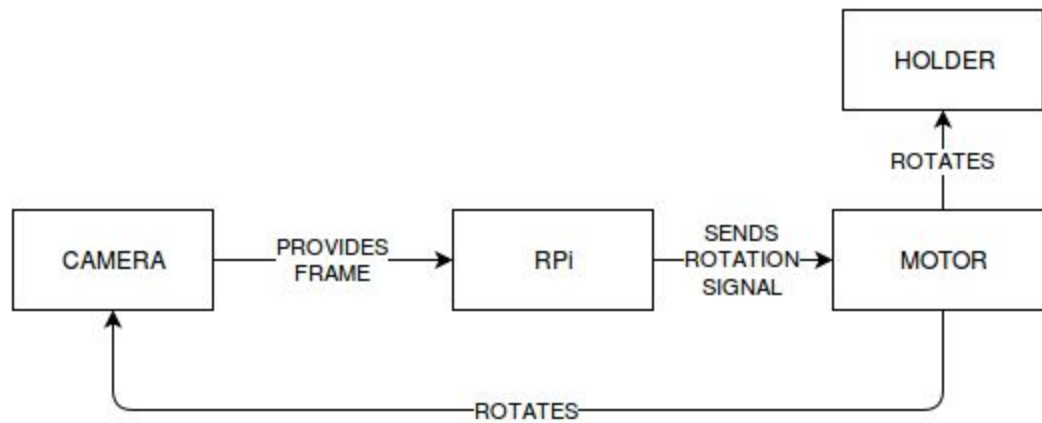 HOLDER
ROTATES
CAMERA
PROVIDES
FRAME
RPi
SENDS
ROTATION
SIGNAL
MOTOR
ROTATES